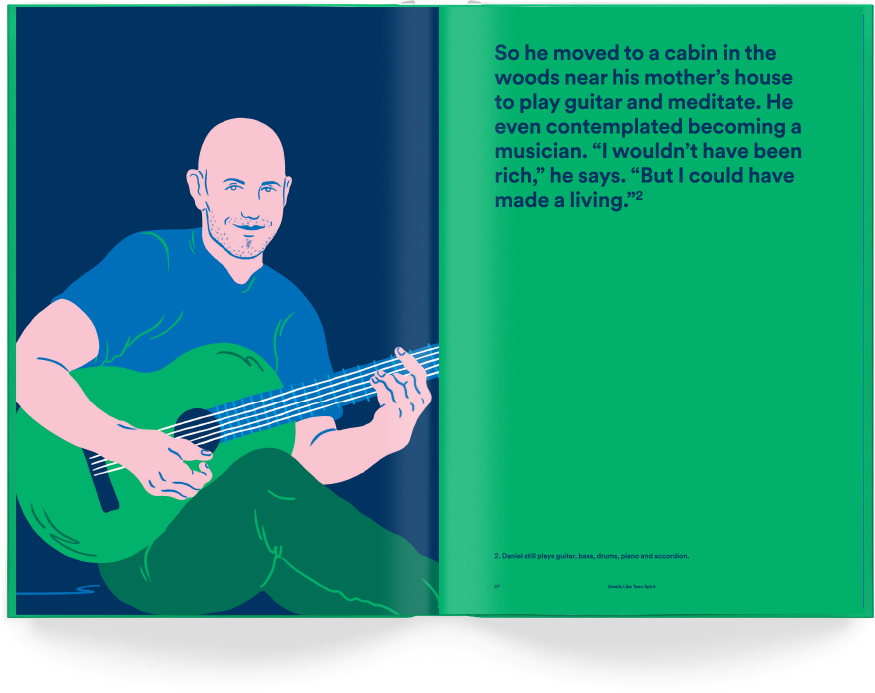 So he moved to a cabin in the
woods near his mother’s house
to play guitar and meditate. He
even contemplated becoming a
musician. “I wouldn’t have been
rich,” he says. “But I could have
made a living.”2
2. Daniel still plays guitar, bass, drums, piano and accordion.
27
Smells Like Teen Spirit